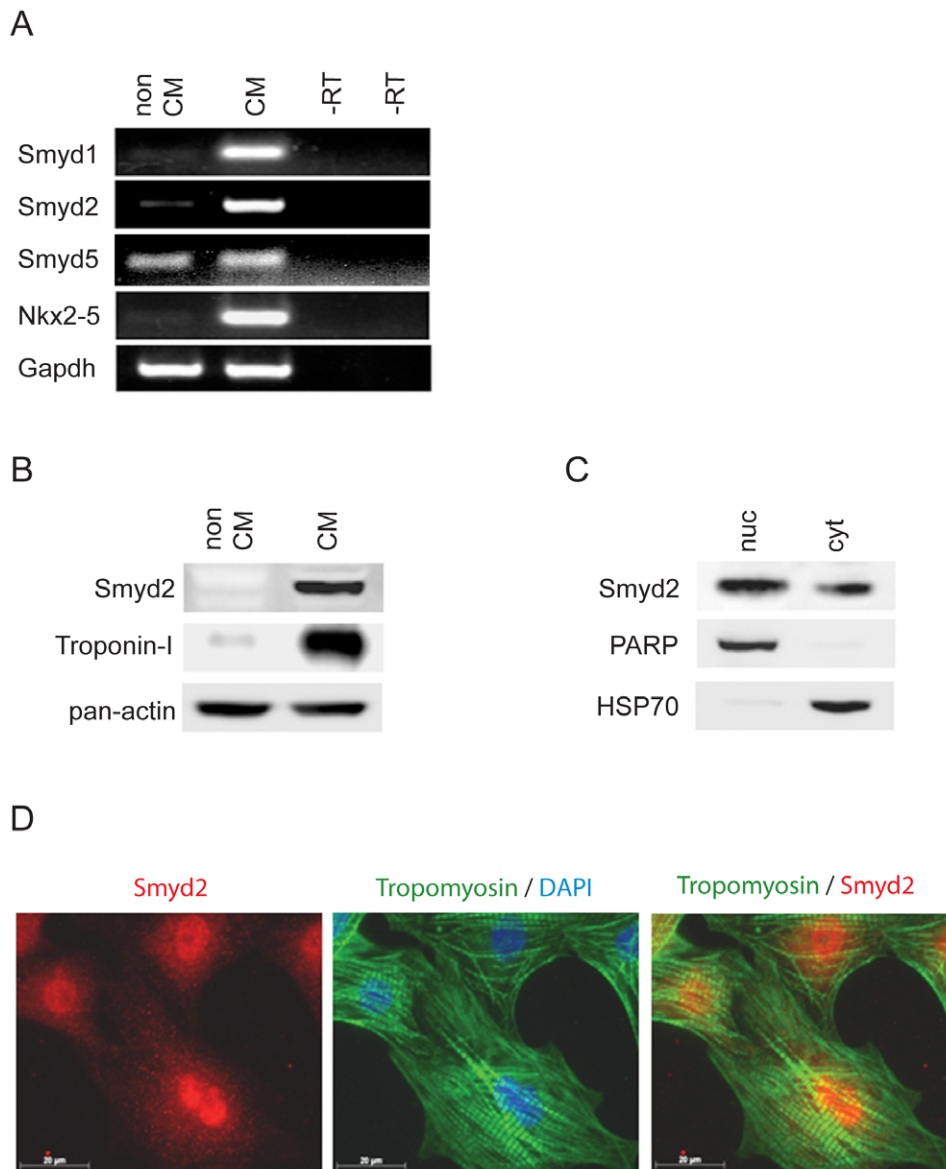 A
non
CM
CM
-RT
-RT
Smyd1
Smyd2
Smyd5
Nkx2-5
Gapdh
B
non
CM
CM
Smyd2
Troponin-I
pan-actin
C
nuc
cyt
Smyd2
PARP
HSP70
D
Smyd2
Tropomyosin / DAPI
Tropomyosin / Smyd2
20 µm
20 µm
20 µm